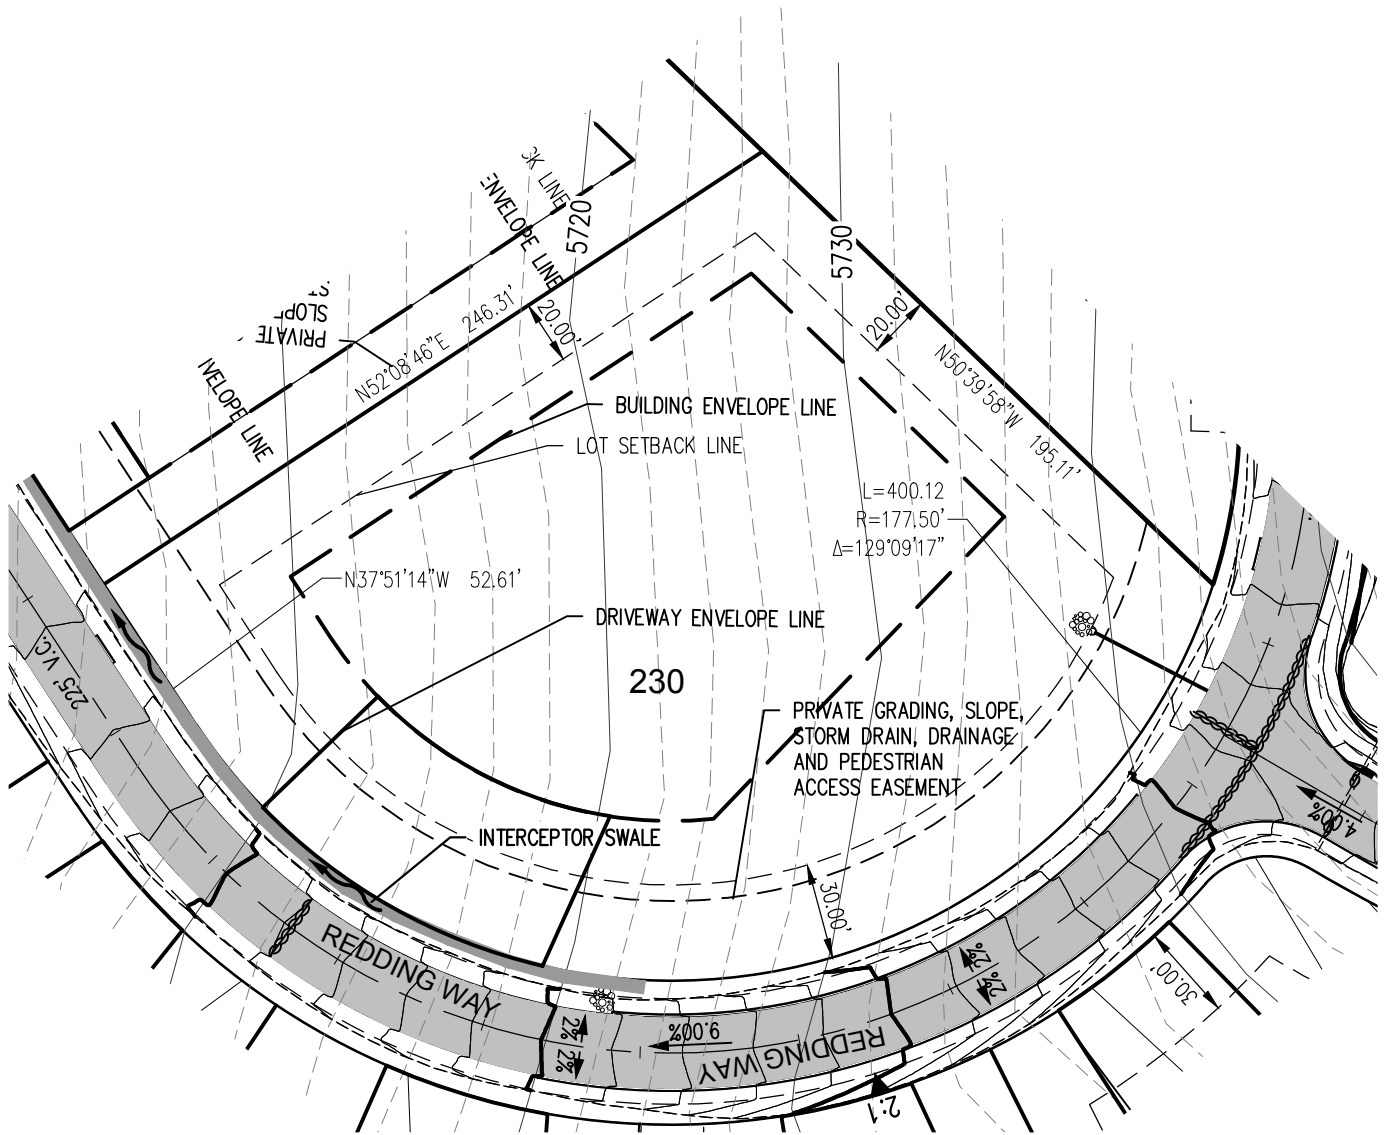 5720
5730
ENVELOPE LINE
LINE
PRIVATE
LINE
N52°08'46"E 246.31'
20.00'
20.00'
N50°39'58"W 195.11'
BUILDING ENVELOPE LINE
LOT SETBACK LINE
L=400.12
R=177.50'
Δ=129°09'17"
N37°51'14"W 52.61'
DRIVEWAY ENVELOPE LINE
230
225' V.C.
PRIVATE GRADING, SLOPE,
STORM DRAIN, DRAINAGE
AND PEDESTRIAN
ACCESS EASEMENT
4.00%
INTERCEPTOR SWALE
30.00'
REDDING WAY
2%
2%
30.00'
2%
2%
9.00%
REDDING WAY
2:1